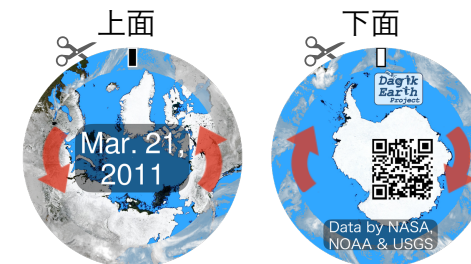 上面
下面
Mar. 21,
2011
Dagik
Earth
Project
Data by NASA,
NOAA & USGS